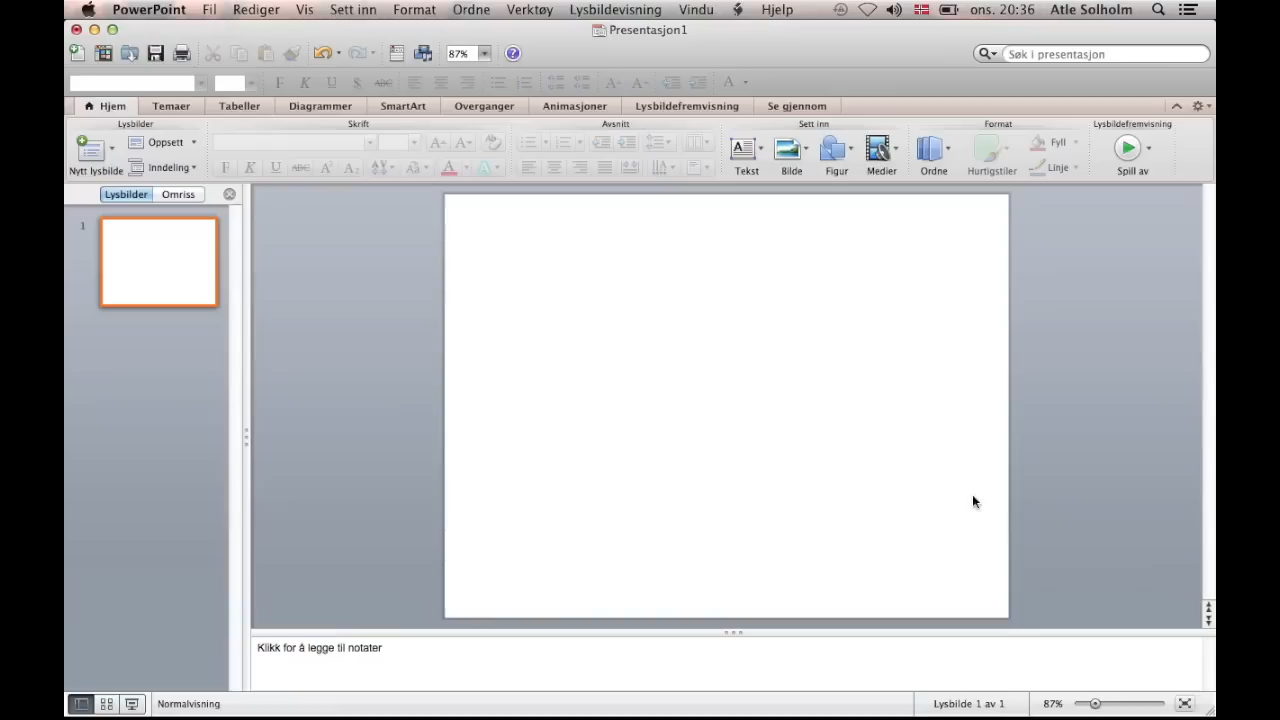 PowerPoint Fil Rediger Vis Sett inn Format Ordne Verktøy Lysbildevisning Vindu Hjelp ons. 20:36 Atle Solholm
Presentasjon1
87% Søk i presentasjon
F K U S ABC A A A
Hjem Temaer Tabeller Diagrammer SmartArt Overganger Animasjoner Lysbildefremvisning Se gjennom
Lysbilder Skrift Avsnitt Sett inn Format Lysbildefremvisning
Nytt lysbilde Oppsett Inndeling Tekst Bilde Figur Medier Ordne Hurtigstiler Fyll Linje Spill av
Lysbilder Omriss
1
Klikk for å legge til notater
Normalvisning Lysbilde 1 av 1 87%